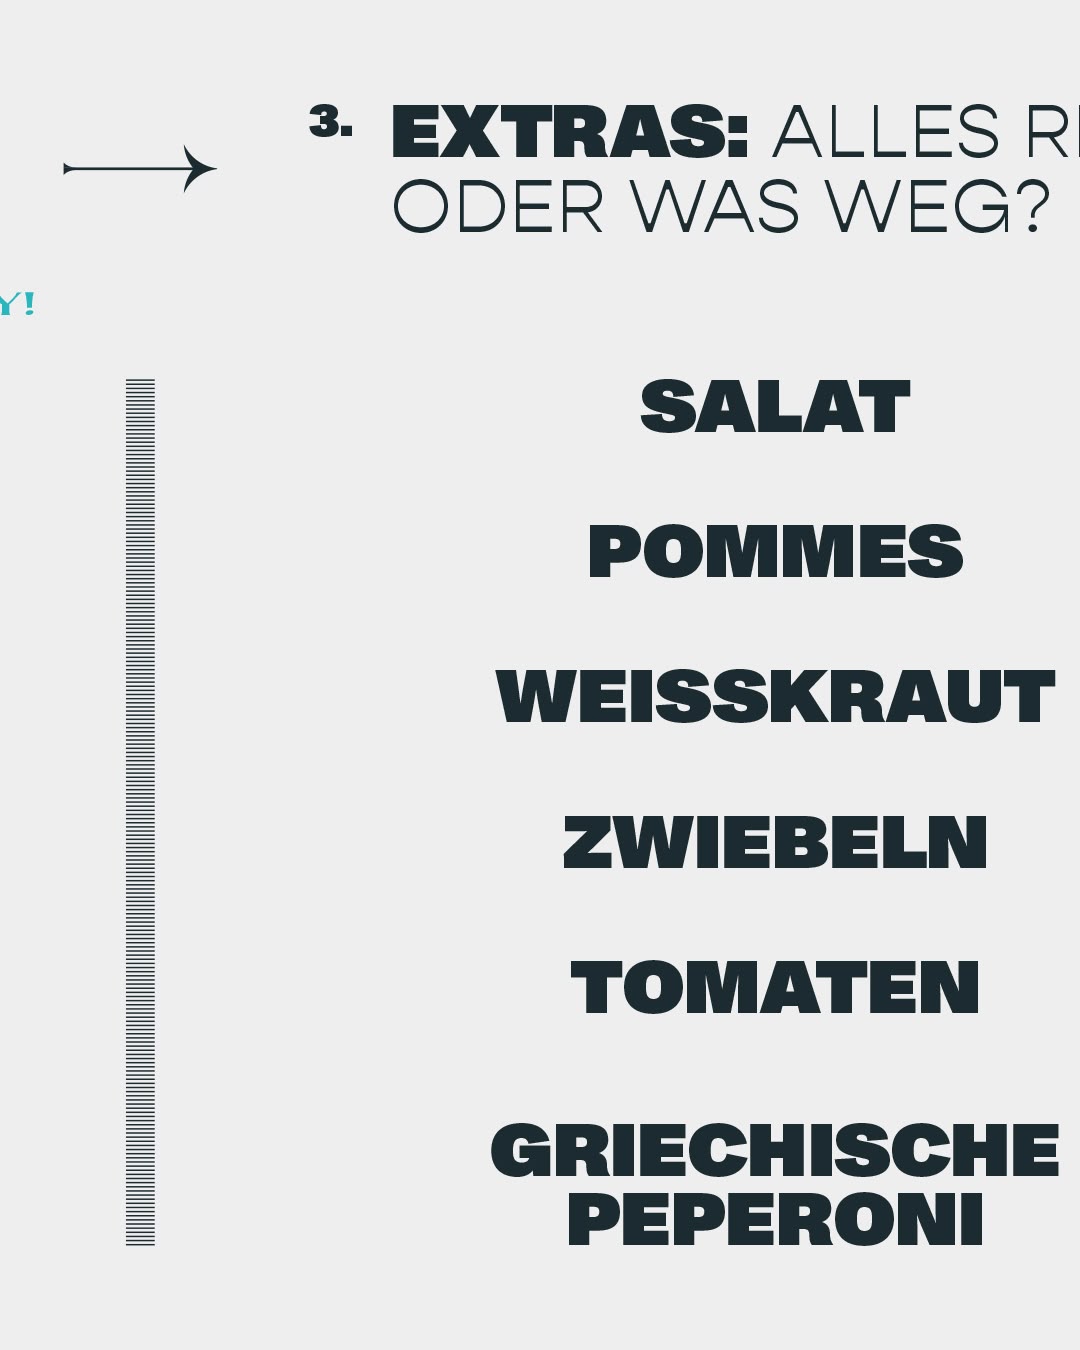 3. EXTRAS: ALLES
ODER WAS WEG?
SALAT
POMMES
WEISSKRAUT
ZWIEBELN
TOMATEN
GRIECHISCHE
PEPERONI